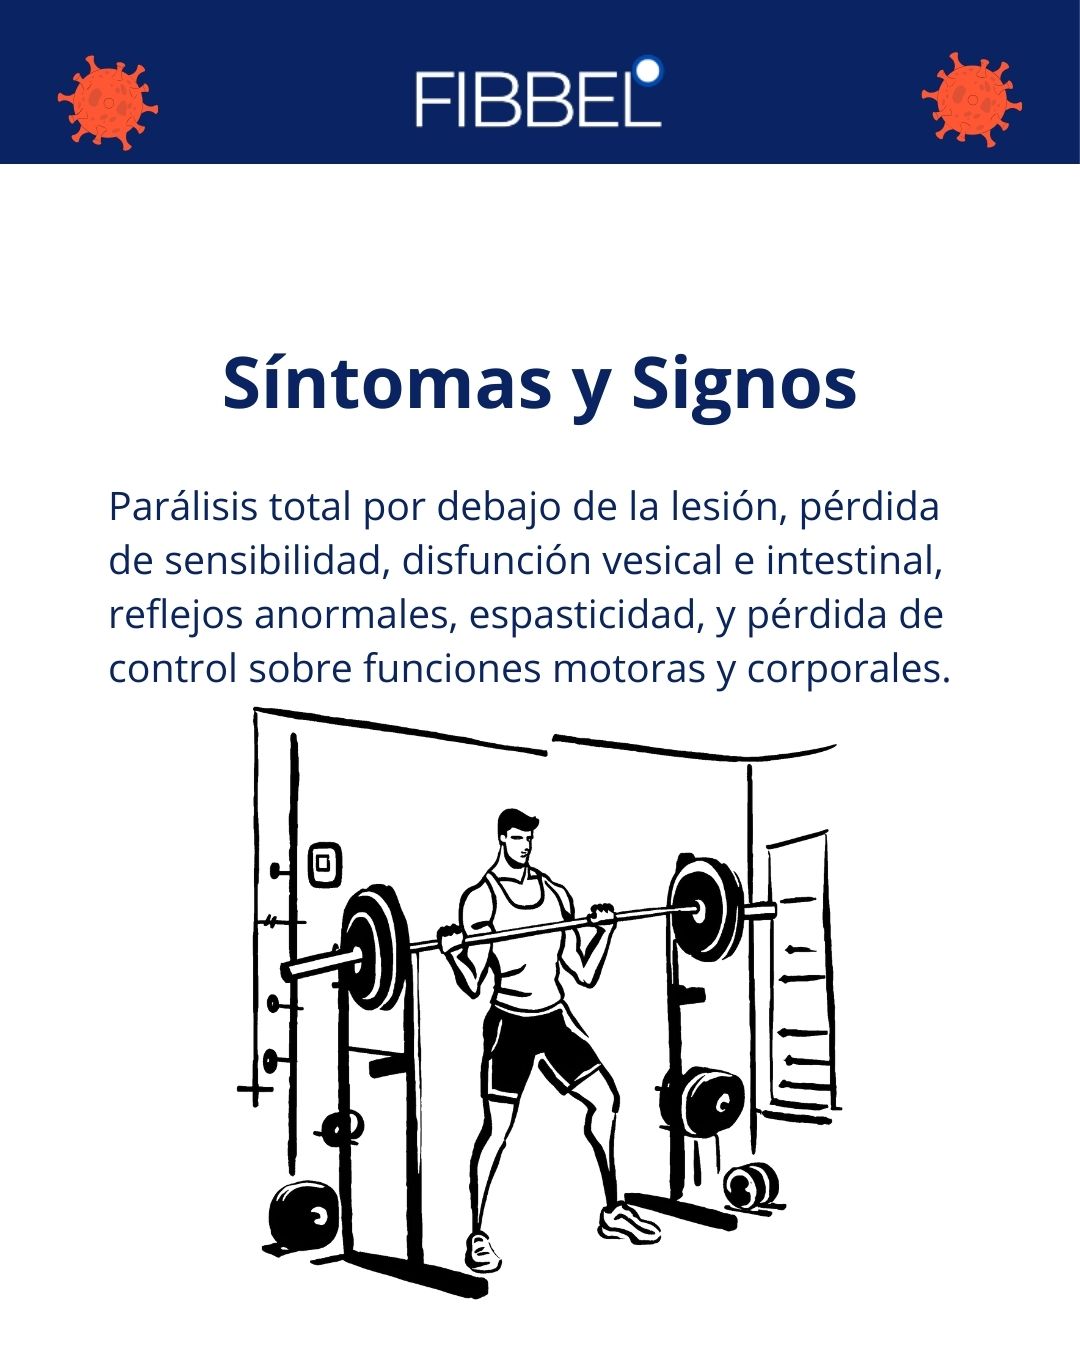 FIBBEL
Síntomas y Signos
Parálisis total por debajo de la lesión, pérdida
de sensibilidad, disfunción vesical e intestinal,
reflejos anormales, espasticidad, y pérdida de
control sobre funciones motoras y corporales.